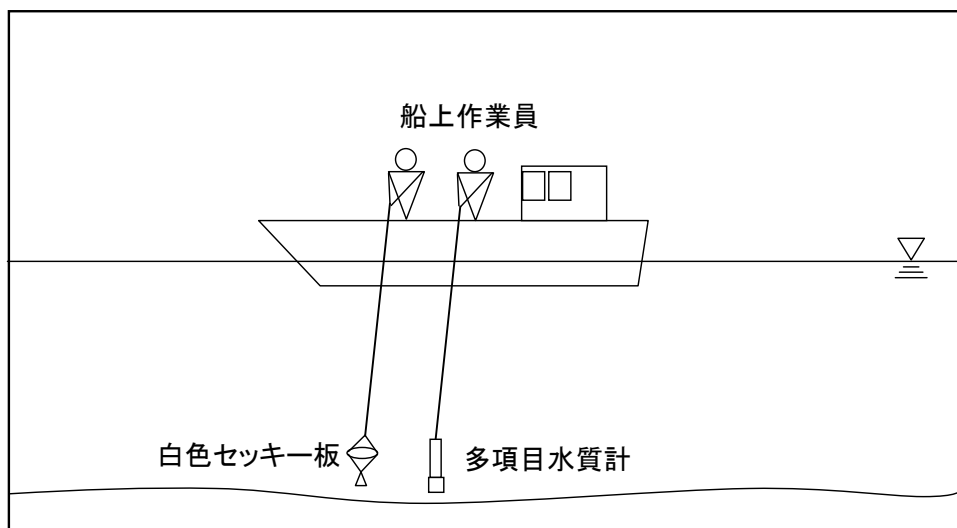 船上作業員
白色セッキー板
多項目水質計